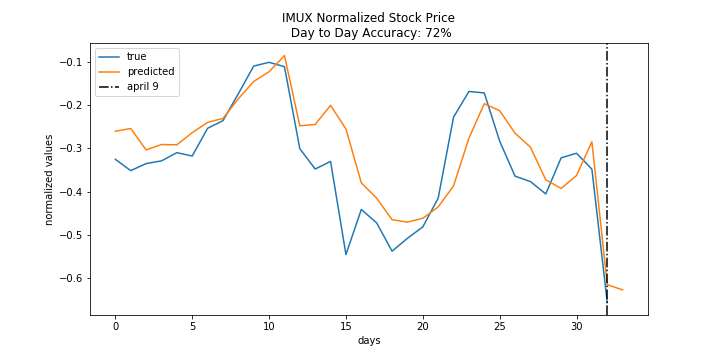 IMUX Normalized Stock Price
Day to Day Accuracy: 72%
true
predicted
april 9
−0.1
−0.2
−0.3
−0.4
−0.5
−0.6
normalized values
0
5
10
15
20
25
30
days